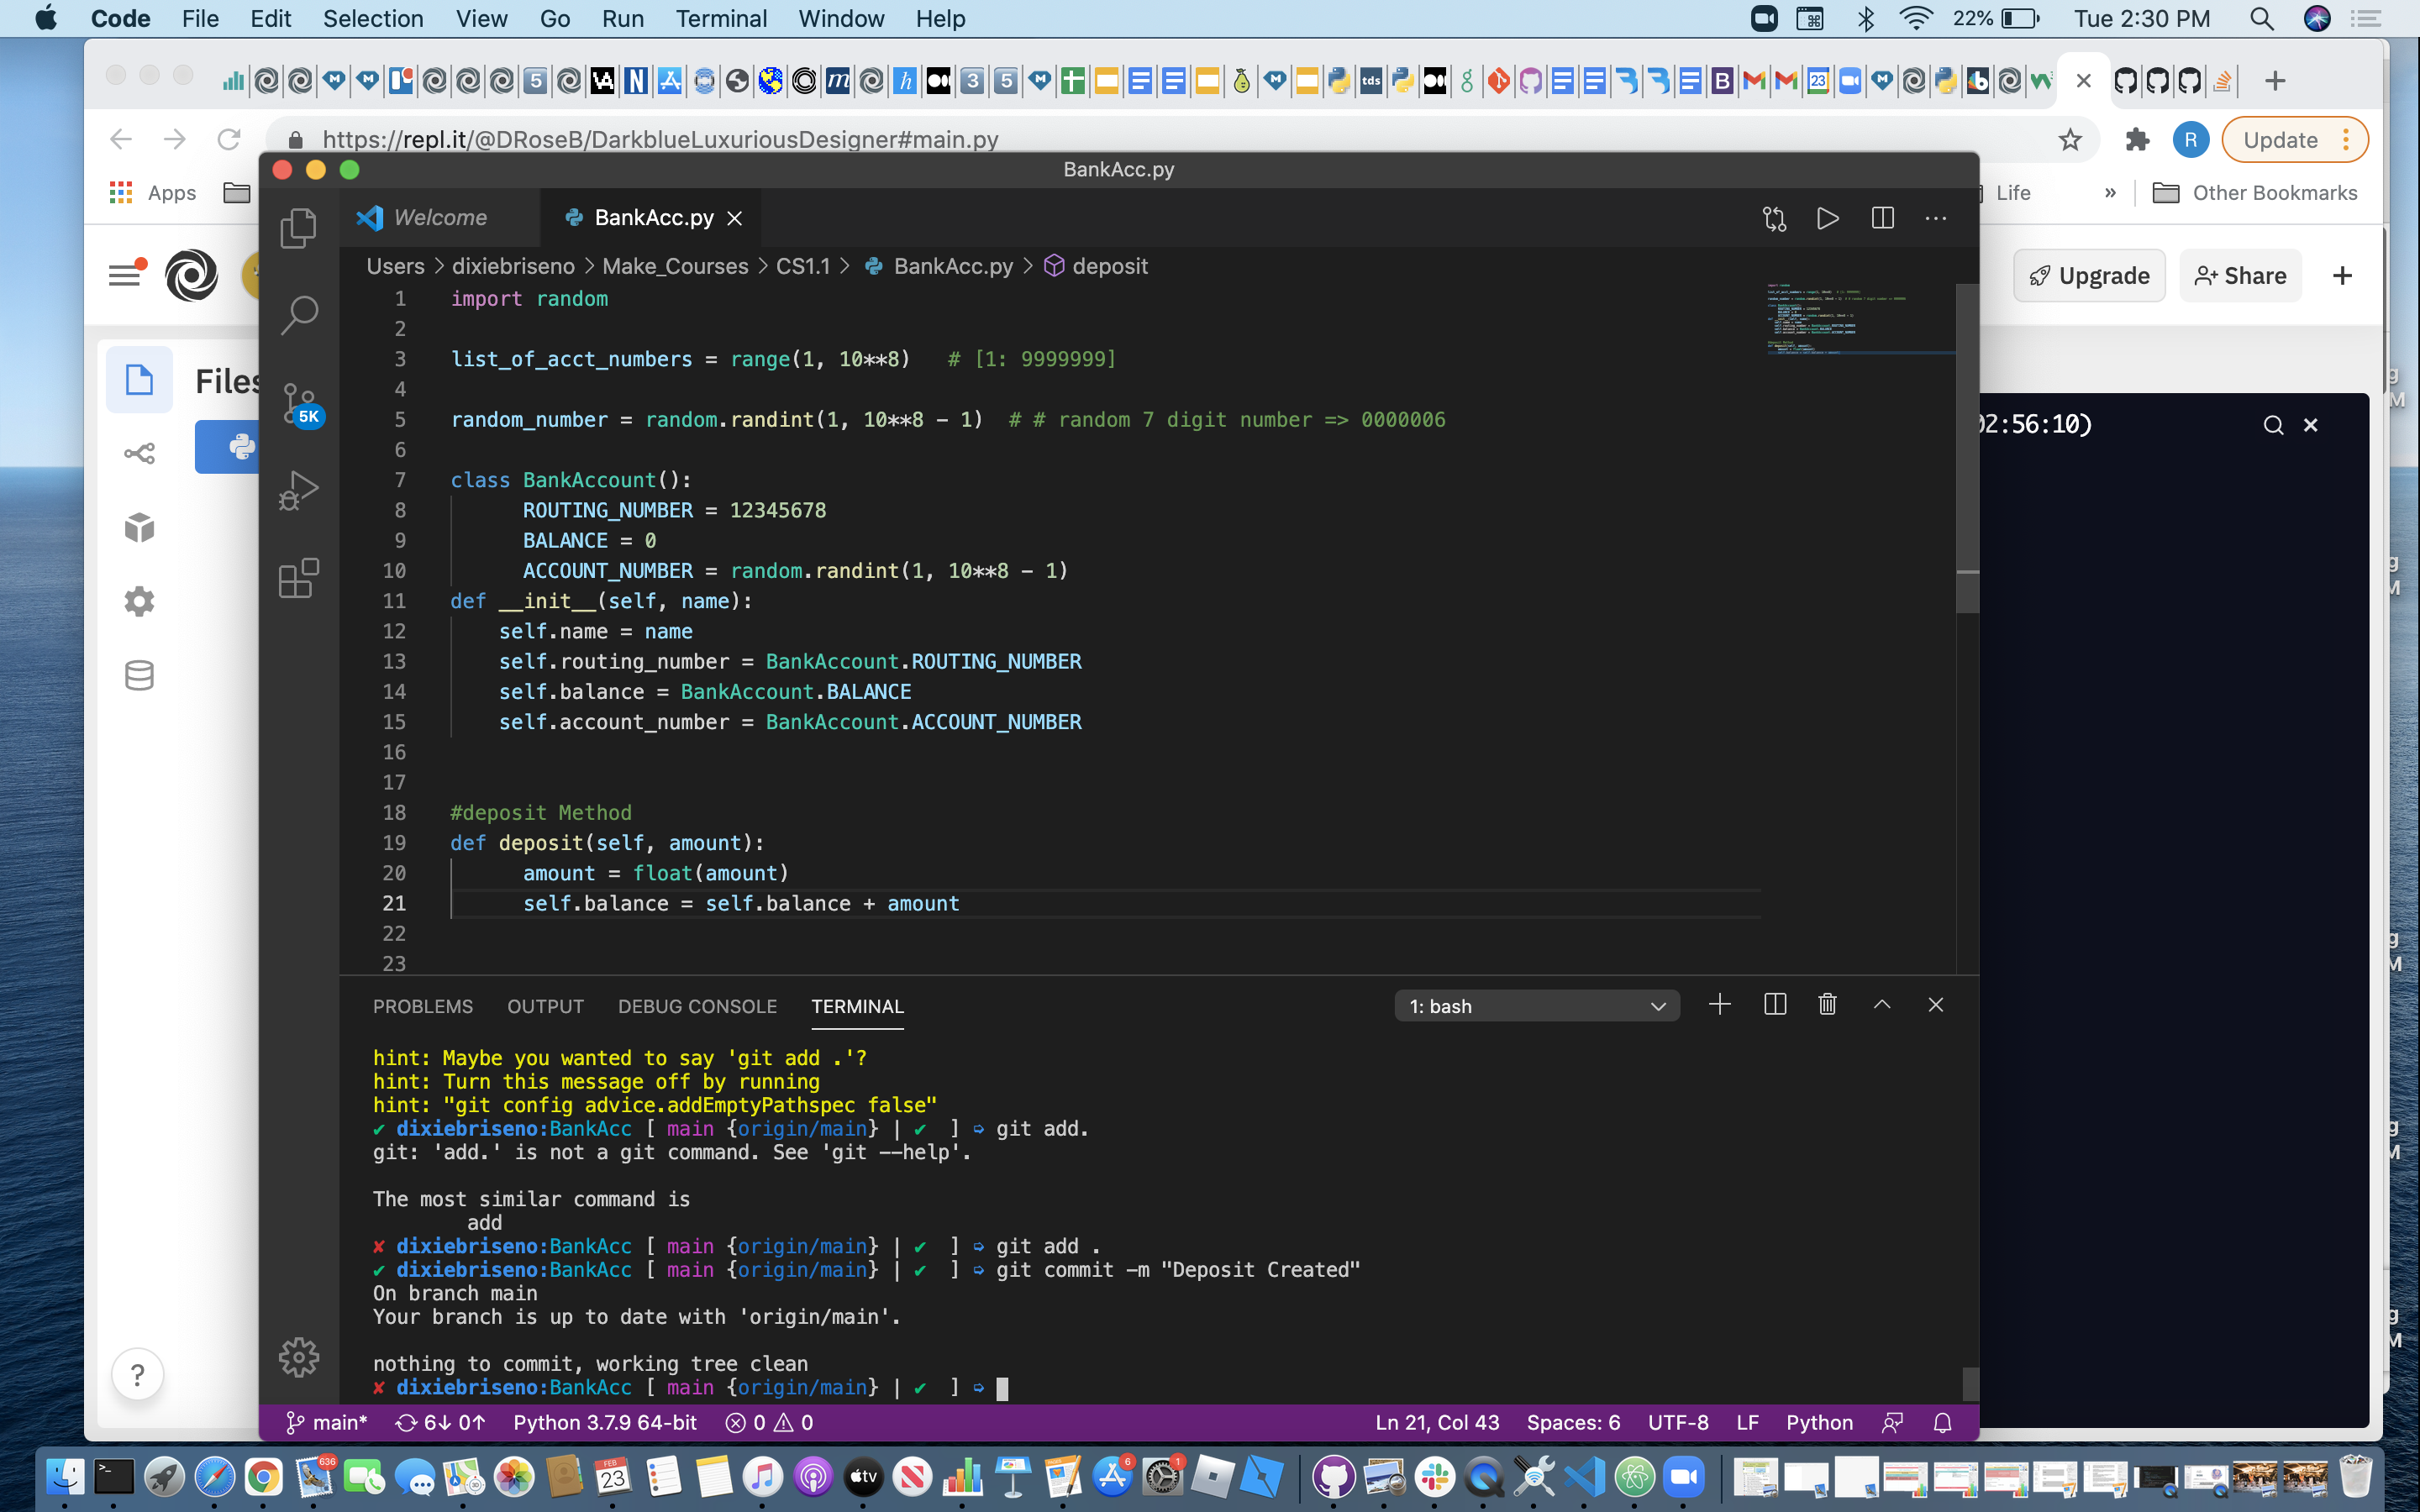 Code File Edit Selection View Go Run Terminal Window Help 22% Tue 2:30 PM
https://repl.it/@DRoseB/DarkblueLuxuriousDesigner#main.py R Update
Apps Life » Other Bookmarks
BankAcc.py
Welcome BankAcc.py
Users > dixiebriseno > Make_Courses > CS1.1 > BankAcc.py > deposit
Upgrade Share +
Files
5K
02:56:10)
1 import random
2
3 list_of_acct_numbers = range(1, 10**8) # [1: 9999999]
4
5 random_number = random.randint(1, 10**8 - 1) # # random 7 digit number => 0000006
6
7 class BankAccount():
8 ROUTING_NUMBER = 12345678
9 BALANCE = 0
10 ACCOUNT_NUMBER = random.randint(1, 10**8 - 1)
11 def __init__(self, name):
12 self.name = name
13 self.routing_number = BankAccount.ROUTING_NUMBER
14 self.balance = BankAccount.BALANCE
15 self.account_number = BankAccount.ACCOUNT_NUMBER
16
17
18 #deposit Method
19 def deposit(self, amount):
20 amount = float(amount)
21 self.balance = self.balance + amount
22
23
PROBLEMS OUTPUT DEBUG CONSOLE TERMINAL 1: bash
hint: Maybe you wanted to say 'git add .'?
hint: Turn this message off by running
hint: "git config advice.addEmptyPathspec false"
✔ dixiebriseno:BankAcc [ main {origin/main} | ✔ ] ➭ git add.
git: 'add.' is not a git command. See 'git --help'.
The most similar command is
add
✘ dixiebriseno:BankAcc [ main {origin/main} | ✔ ] ➭ git add .
✔ dixiebriseno:BankAcc [ main {origin/main} | ✔ ] ➭ git commit -m "Deposit Created"
On branch main
Your branch is up to date with 'origin/main'.
nothing to commit, working tree clean
✘ dixiebriseno:BankAcc [ main {origin/main} | ✔ ] ➭
?
main* 6↓ 0↑ Python 3.7.9 64-bit 0 0 Ln 21, Col 43 Spaces: 6 UTF-8 LF Python
636 FEB 23 tv 6 1